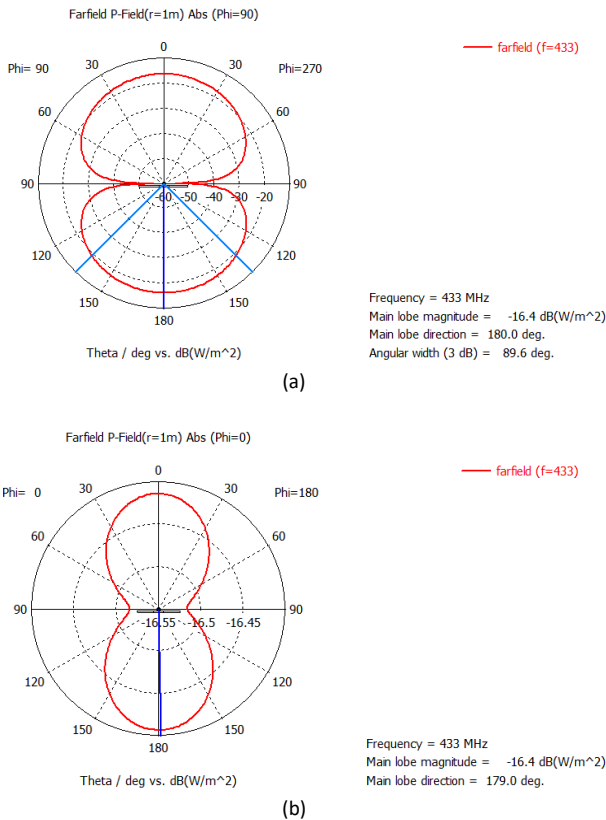 Farfield P-Field(r=1m) Abs (Phi=90)
0
farfield (f=433)
30 30
Phi= 90 Phi=270
60 60
90 -60 -50 -40 -30 -20 90
120 120
150 150
180
Frequency = 433 MHz
Main lobe magnitude = -16.4 dB(W/m^2)
Main lobe direction = 180.0 deg.
Angular width (3 dB) = 89.6 deg.
Theta / deg vs. dB(W/m^2)
(a)
Farfield P-Field(r=1m) Abs (Phi=0)
0
farfield (f=433)
30 30
Phi= 0 Phi=180
60 60
90 -16.55 -16.5 -16.45 90
120 120
150 150
180
Frequency = 433 MHz
Main lobe magnitude = -16.4 dB(W/m^2)
Main lobe direction = 179.0 deg.
Theta / deg vs. dB(W/m^2)
(b)